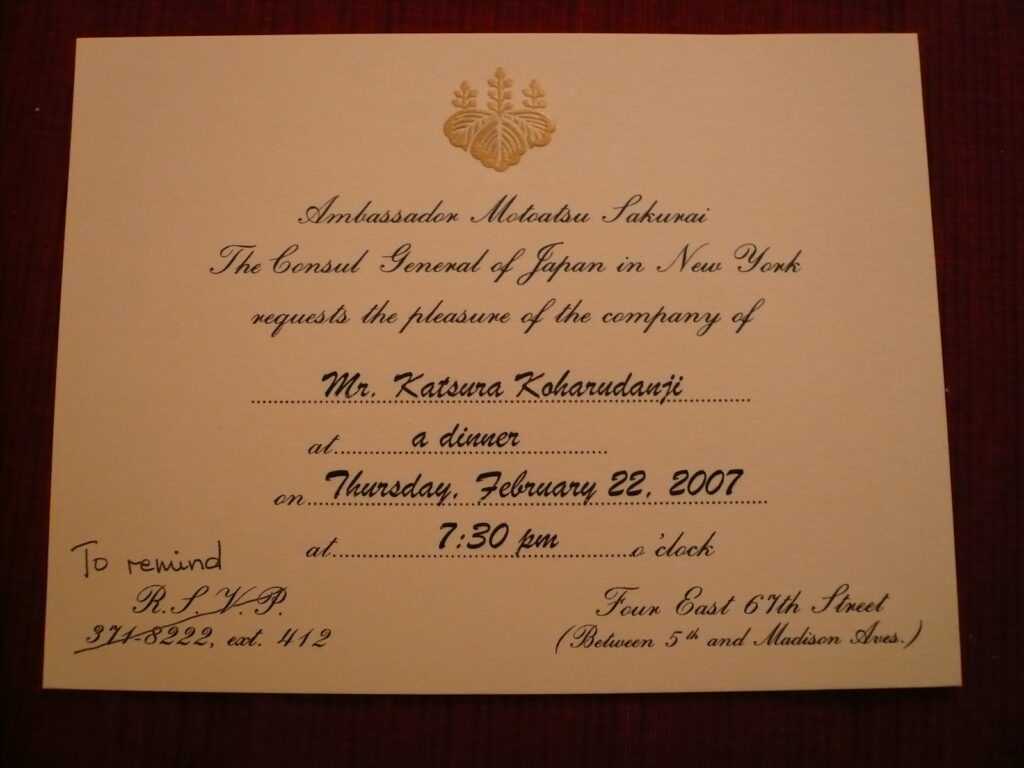 Ambassador Motoatsu Sakurai
The Consul General of Japan in New York
requests the pleasure of the company of
Mr. Katsura Koharudanji
at a dinner
on Thursday, February 22, 2007
at 7:30 pm o'clock
To remind
R.S.V.P.
371-8222, ext. 412
Four East 67th Street
(Between 5th and Madison Aves.)